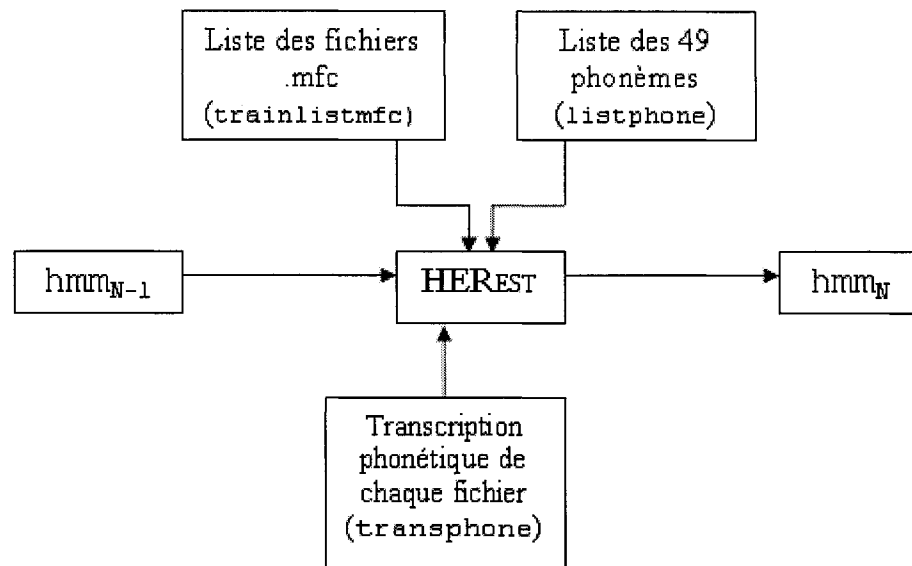 Liste des fichiers
.mfc
(trainlistmfc)
Liste des 49
phonèmes
(listphone)
hmmN-1
HEREST
hmmN
Transcription
phonétique de
chaque fichier
(transphone)